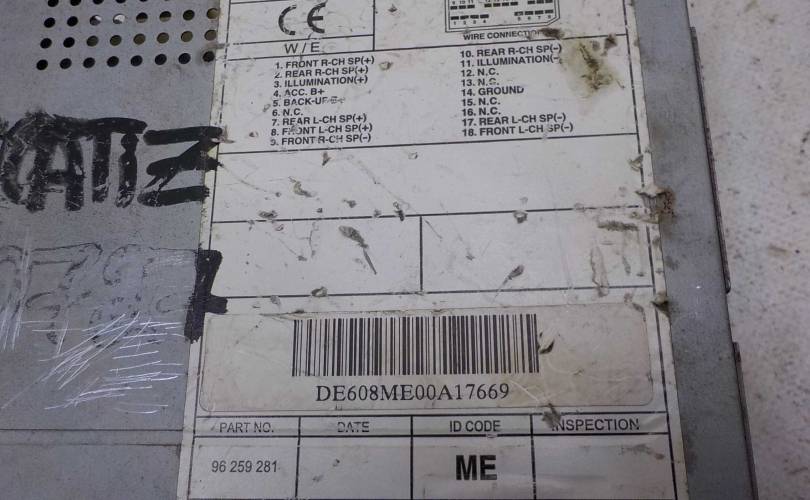 CE
W/E
WIRE CONNECTION
1. FRONT R-CH SP(+)
2. REAR R-CH SP(+)
3. ILLUMINATION(+)
4. ACC. B+
5. BACK-UP B+
6. N.C.
7. REAR L-CH SP(+)
8. FRONT L-CH SP(+)
9. FRONT R-CH SP(-)
10. REAR R-CH SP(-)
11. ILLUMINATION(-)
12. N.C.
13. N.C.
14. GROUND
15. N.C.
16. N.C.
17. REAR L-CH SP(-)
18. FRONT L-CH SP(-)
MATIZ
DE608ME00A17669
PART NO. DATE ID CODE INSPECTION
96 259 281 ME